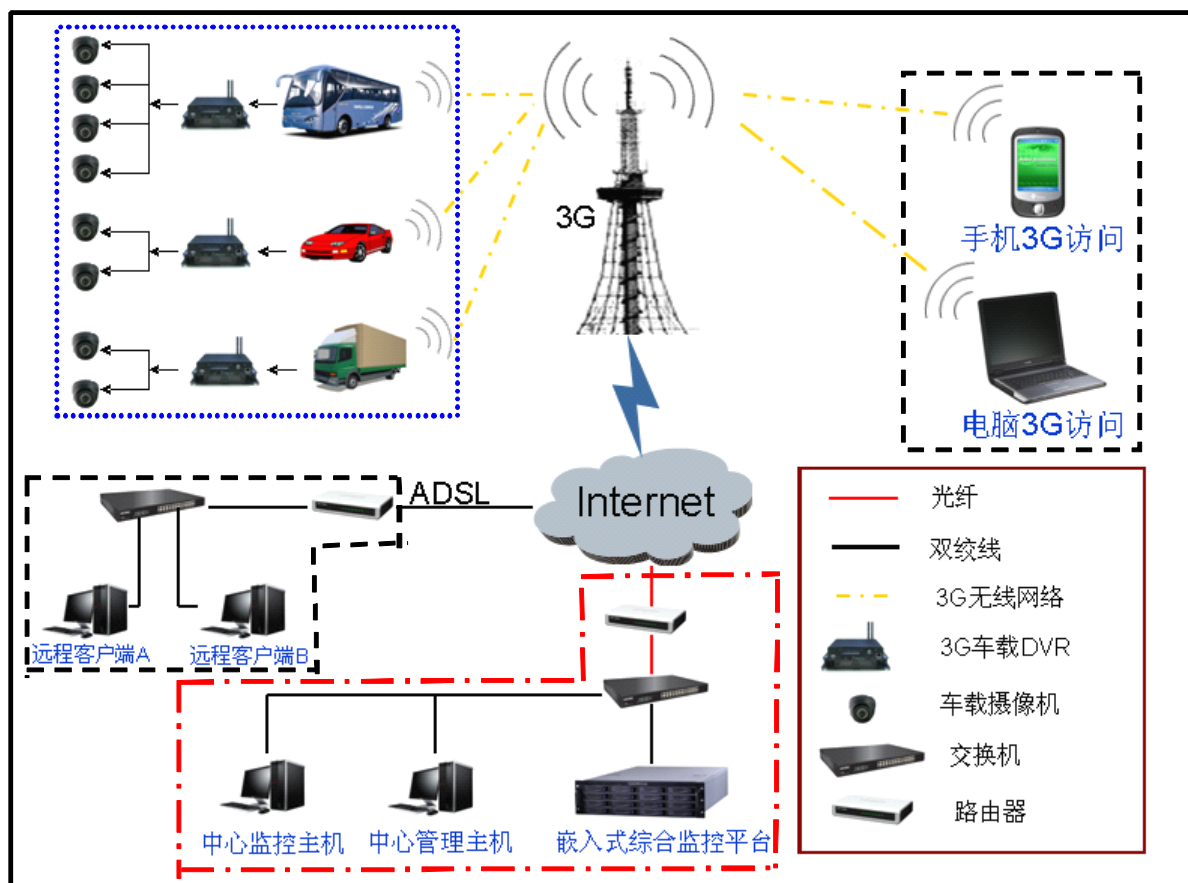 3G
手机3G访问
电脑3G访问
ADSL
Internet
远程客户端A
远程客户端B
中心监控主机
中心管理主机
嵌入式综合监控平台
光纤
双绞线
3G无线网络
3G车载DVR
车载摄像机
交换机
路由器